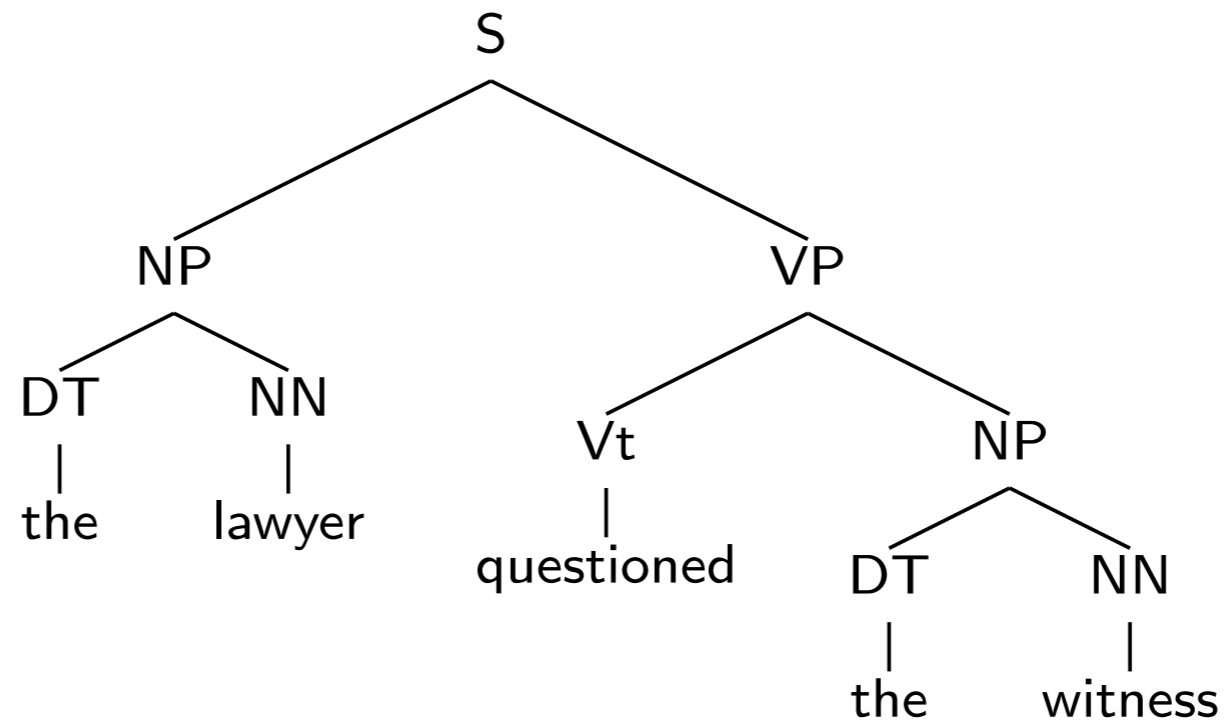 S
NP VP
DT NN
Vt NP
the lawyer
questioned
DT NN
the witness